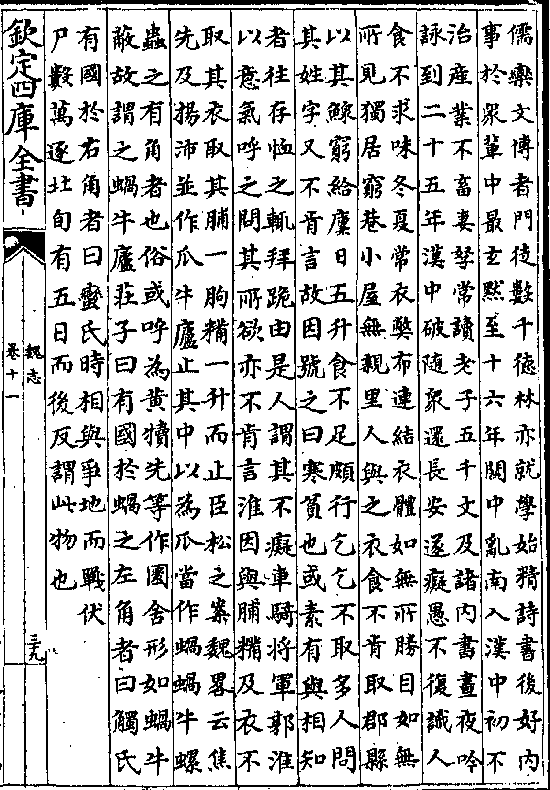 儒欒文博者門徒數千德林亦就學始精詩書後好内
事於衆輩中最玄默至十六年關中亂南入漢中初不
治產業不畜妻孥常讀老子五千文及諸内書晝夜吟
詠到二十五年漢中破隨衆還長安遂癡愚不復識人
食不求味冬夏常衣弊布連結衣體如無所勝目如無
所見獨居窮巷小屋無親里人與之衣食不肯取郡縣
以其鰥窮給廩日五升食不足頗行乞乞不取多人問
其姓字又不肯言故因號之曰寒貧也或素有與相知
者往存恤之輒拜跪由是人謂其不癡車騎將軍郭淮
以意氣呼之問其所欲亦不肯言淮因與脯糒及衣不
取其衣取其脯一朐糒一升而止臣松之案魏畧云焦
先及揚沛並作瓜牛廬止其中以為瓜當作蝸蝸牛螺
蟲之有角者也俗或呼為黄犢先等作圜舍形如蝸牛
蔽故謂之蝸牛廬莊子曰有國於蝸之左角者曰觸氏
有國於右角者曰蠻氏時相與爭地而戰伏
尸數萬逐北旬有五日而後反謂此物也
欽定四庫全書
魏志
卷十一
三九